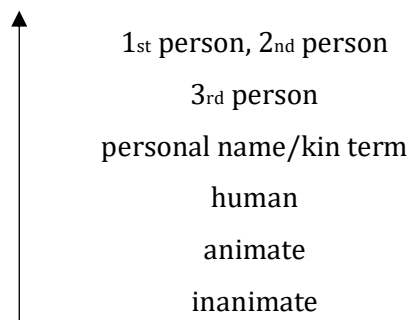 1st person, 2nd person
3rd person
personal name/kin term
human
animate
inanimate